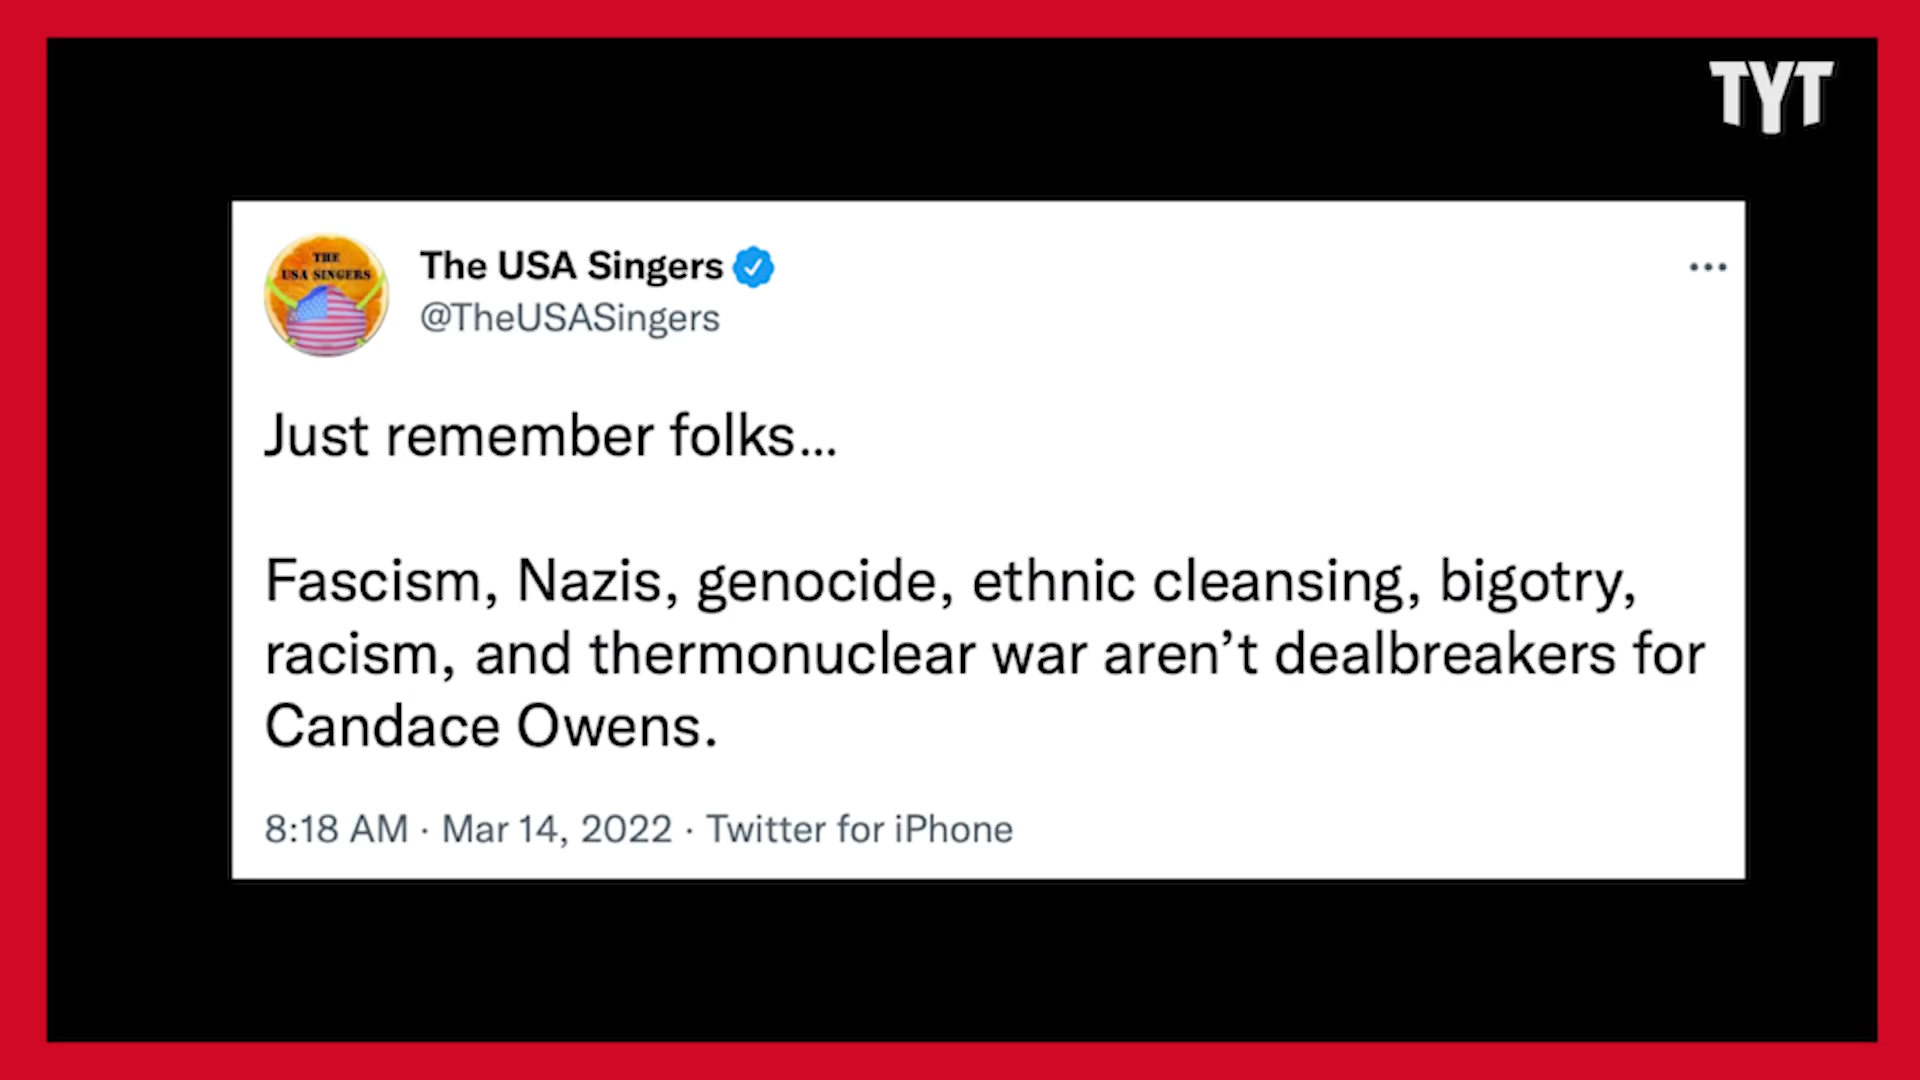 TYT
THE
USA SINGERS
The USA Singers
@TheUSASingers
Just remember folks...
Fascism, Nazis, genocide, ethnic cleansing, bigotry,
racism, and thermonuclear war aren’t dealbreakers for
Candace Owens.
8:18 AM · Mar 14, 2022 · Twitter for iPhone